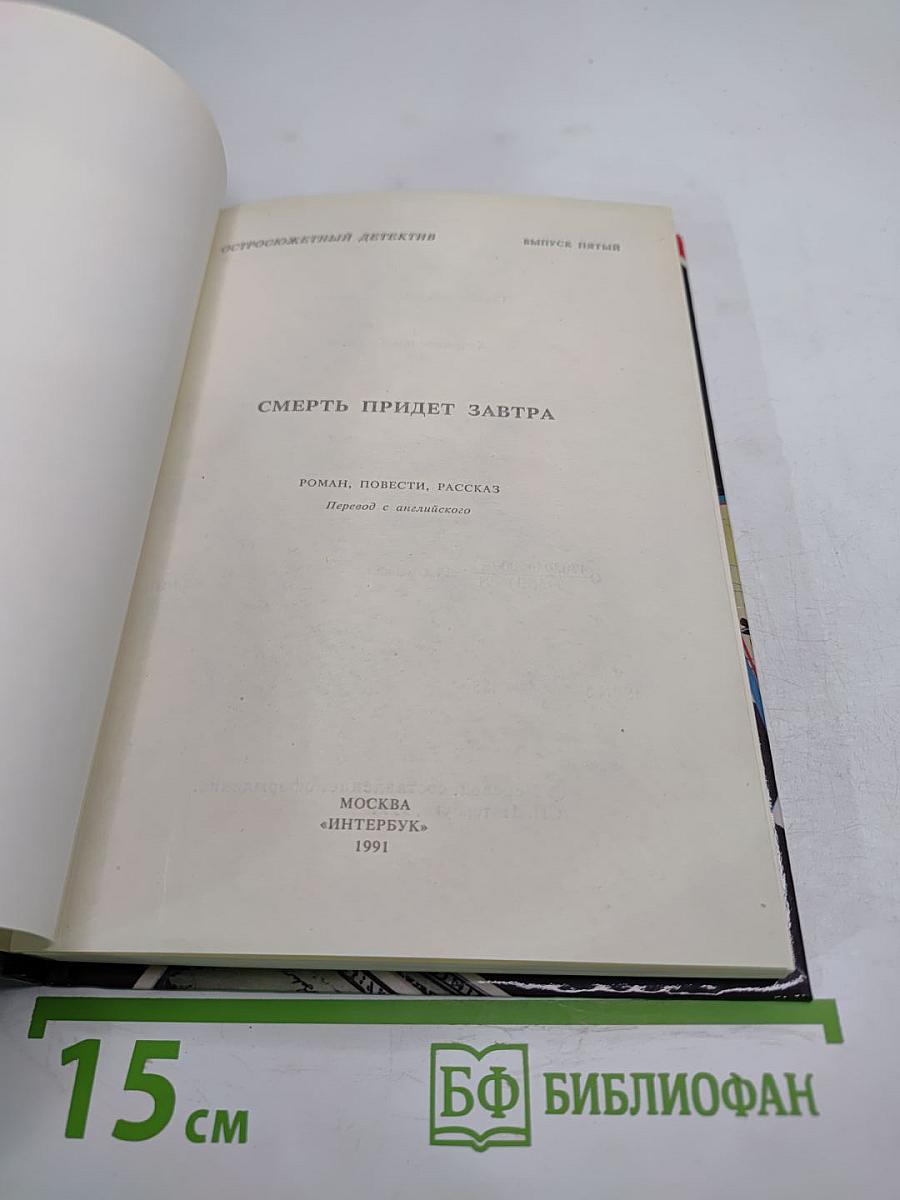 ОСТРОСЮЖЕТНЫЙ ДЕТЕКТИВ ВЫПУСК ПЯТЫЙ
СМЕРТЬ ПРИДЕТ ЗАВТРА
РОМАН, ПОВЕСТИ, РАССКАЗ
Перевод с английского
МОСКВА
«ИНТЕРБУК»
1991
15 см
БФ БИБЛИОФАН